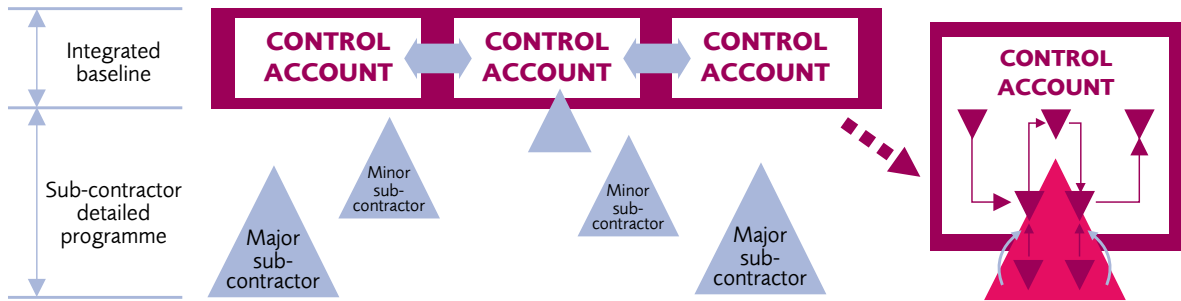 Integrated
baseline
CONTROL
ACCOUNT
CONTROL
ACCOUNT
CONTROL
ACCOUNT
CONTROL
ACCOUNT
Sub-contractor
detailed
programme
Major
sub-
contractor
Minor
sub-
contractor
Minor
sub-
contractor
Major
sub-
contractor